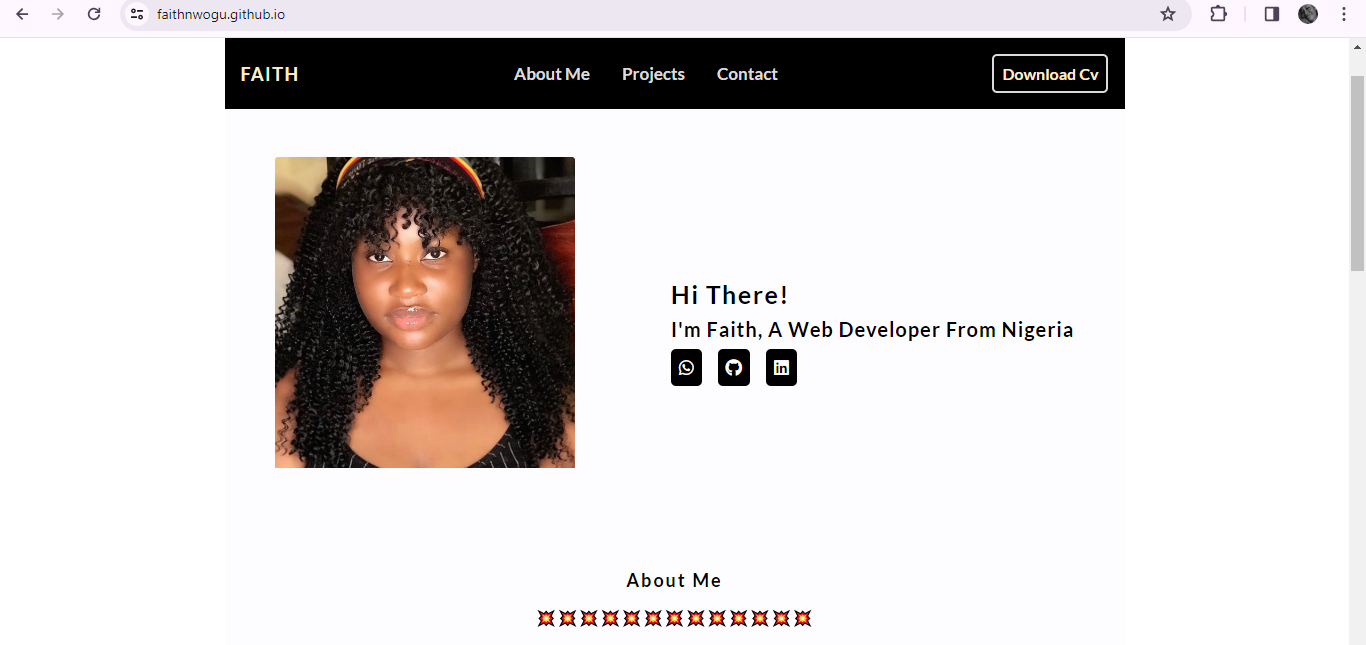 faithnwogu.github.io
FAITH
About Me
Projects
Contact
Download Cv
Hi There!
I'm Faith, A Web Developer From Nigeria
About Me